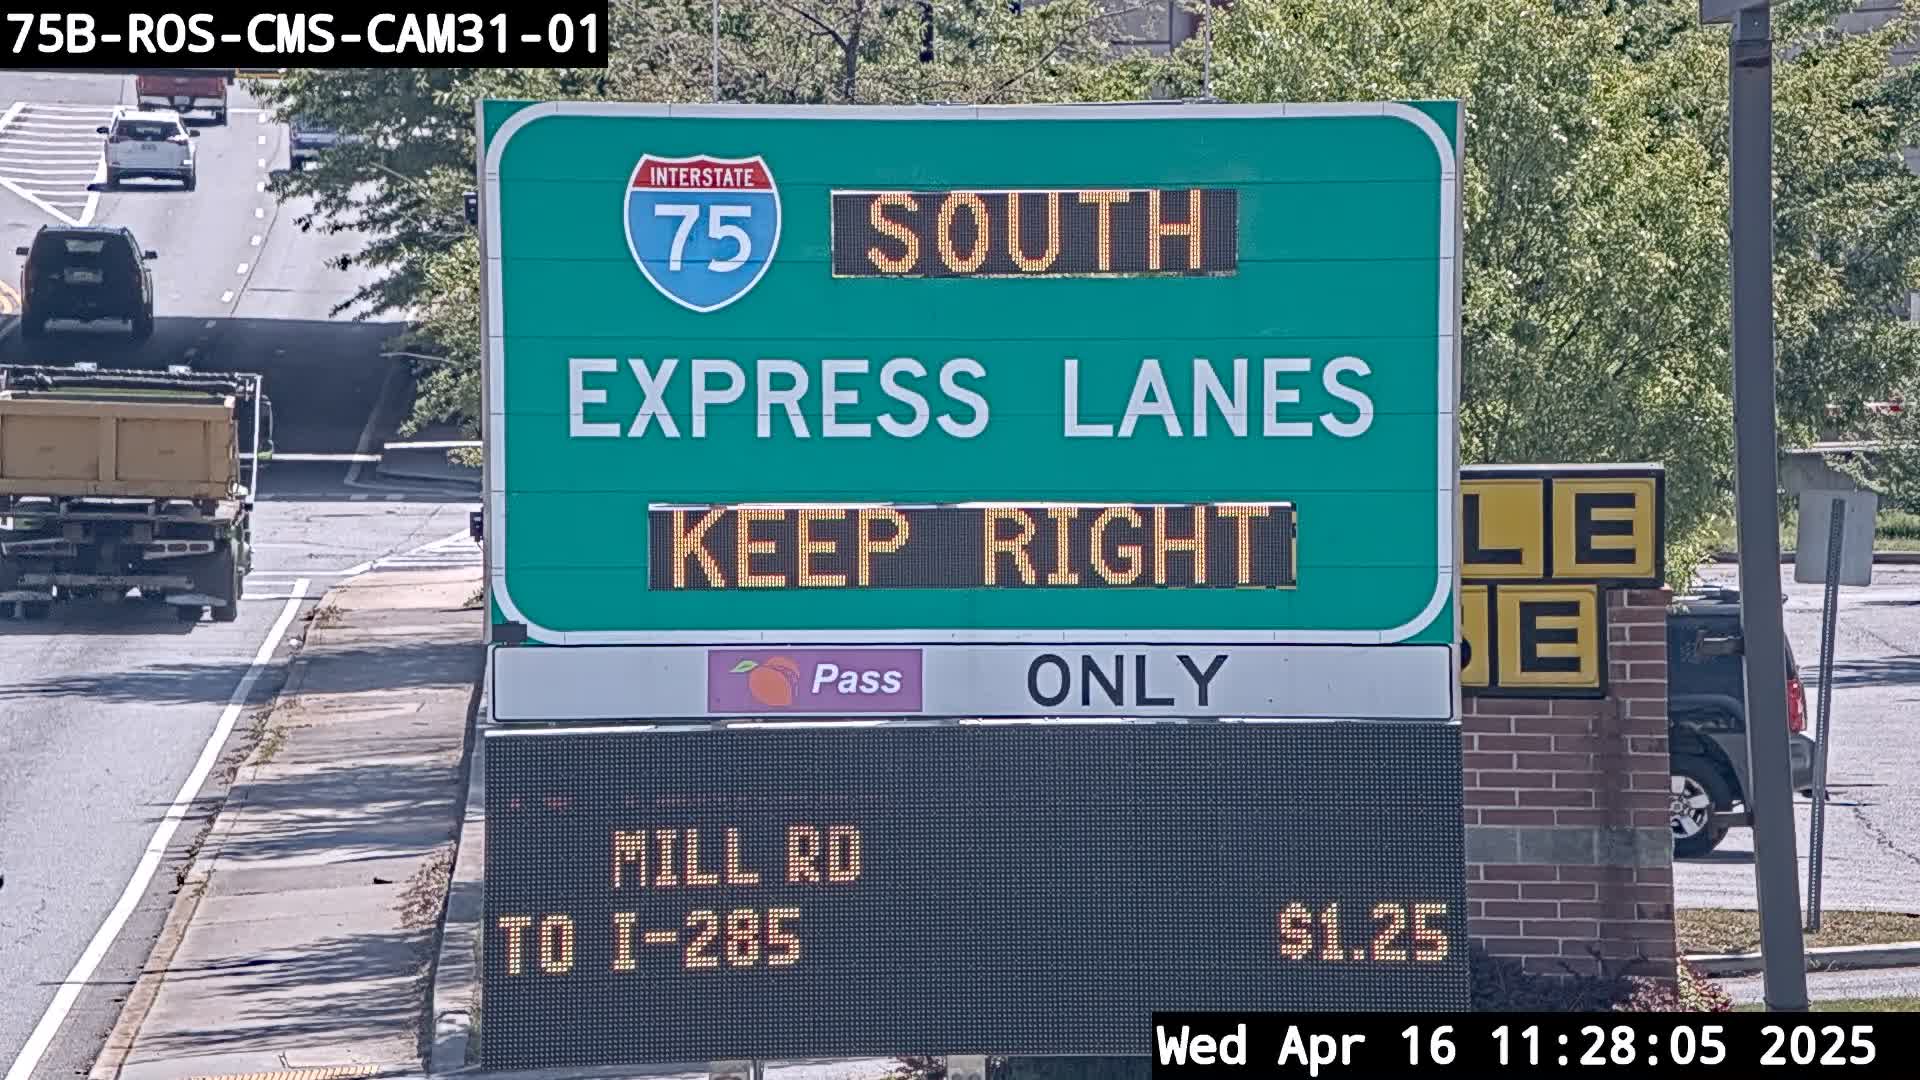 75B-ROS-CMS-CAM31-01
INTERSTATE
75
SOUTH
EXPRESS LANES
KEEP RIGHT
Pass ONLY
MILL RD
TO I-285 $1.25
LE
E
Wed Apr 16 11:28:05 2025